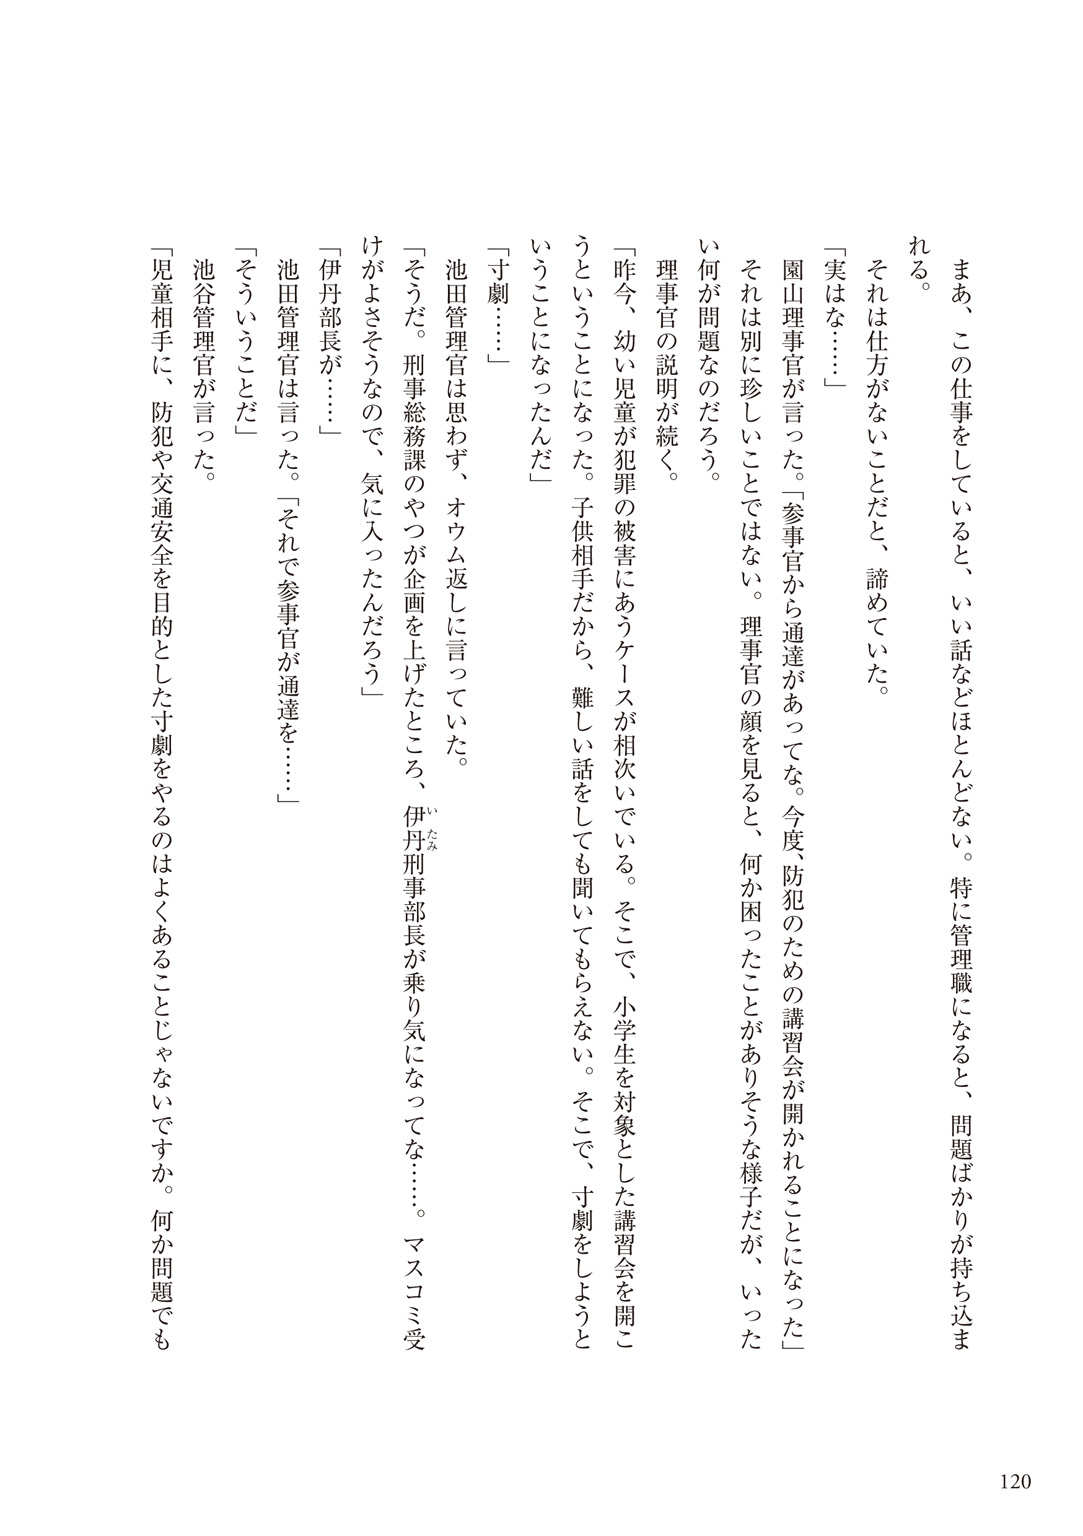 まあ、この仕事をしていると、いい話などほとんどない。特に管理職になると、問題ばかりが持ち込ま
れる。
それは仕方がないことだと、諦めていた。
「実はな……」
園山理事官が言った。「参事官から通達があってな。今度、防犯のための講習会が開かれることになった」
それは別に珍しいことではない。理事官の顔を見ると、何か困ったことがありそうな様子だが、いった
い何が問題なのだろう。
理事官の説明が続く。
「昨今、幼い児童が犯罪の被害にあうケースが相次いでいる。そこで、小学生を対象とした講習会を開こ
うということになった。子供相手だから、難しい話をしても聞いてもらえない。そこで、寸劇をしようと
いうことになったんだ」
「寸劇……」
池田管理官は思わず、オウム返しに言っていた。
「そうだ。刑事総務課のやつが企画を上げたところ、伊丹刑事部長が乗り気になってな……。マスコミ受
いたみ
けがよさそうなので、気に入ったんだろう」
「伊丹部長が……」
池田管理官は言った。「それで参事官が通達を……」
「そういうことだ」
池谷管理官が言った。
「児童相手に、防犯や交通安全を目的とした寸劇をやるのはよくあることじゃないですか。何か問題でも
120